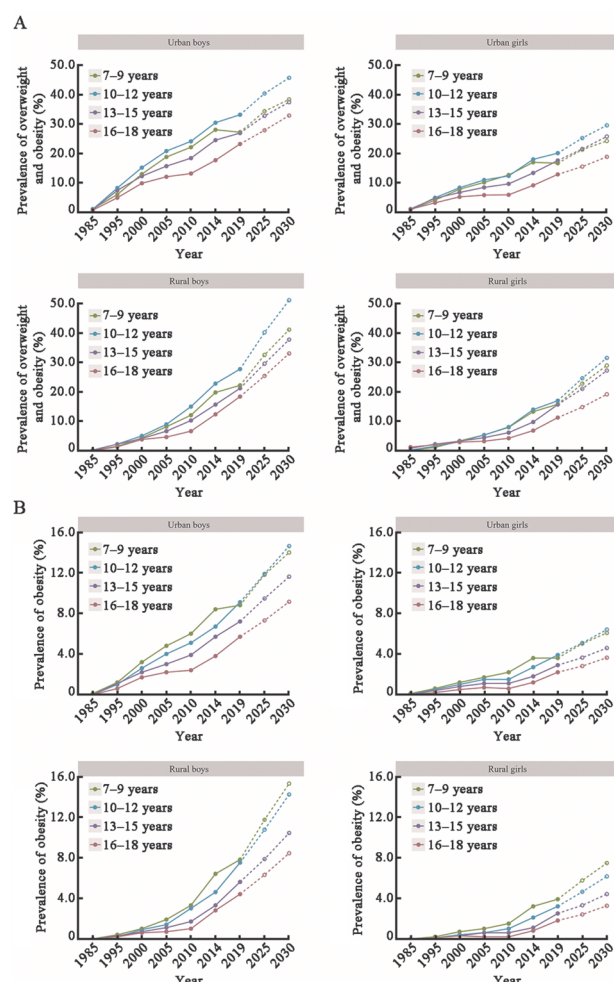 A
Urban boys
Prevalence of overweight
and obesity (%)
50.0
40.0
30.0
20.0
10.0
0
7–9 years
10–12 years
13–15 years
16–18 years
1985 1995 2000 2005 2010 2014 2019 2025 2030
Year
Urban girls
Prevalence of overweight
and obesity (%)
50.0
40.0
30.0
20.0
10.0
0
7–9 years
10–12 years
13–15 years
16–18 years
1985 1995 2000 2005 2010 2014 2019 2025 2030
Year
Rural boys
Prevalence of overweight
and obesity (%)
50.0
40.0
30.0
20.0
10.0
0
7–9 years
10–12 years
13–15 years
16–18 years
1985 1995 2000 2005 2010 2014 2019 2025 2030
Year
Rural girls
Prevalence of overweight
and obesity (%)
50.0
40.0
30.0
20.0
10.0
0
7–9 years
10–12 years
13–15 years
16–18 years
1985 1995 2000 2005 2010 2014 2019 2025 2030
Year
B
Urban boys
Prevalence of obesity (%)
16.0
12.0
8.0
4.0
0
7–9 years
10–12 years
13–15 years
16–18 years
1985 1995 2000 2005 2010 2014 2019 2025 2030
Year
Urban girls
Prevalence of obesity (%)
16.0
12.0
8.0
4.0
0
7–9 years
10–12 years
13–15 years
16–18 years
1985 1995 2000 2005 2010 2014 2019 2025 2030
Year
Rural boys
Prevalence of obesity (%)
16.0
12.0
8.0
4.0
0
7–9 years
10–12 years
13–15 years
16–18 years
1985 1995 2000 2005 2010 2014 2019 2025 2030
Year
Rural girls
Prevalence of obesity (%)
16.0
12.0
8.0
4.0
0
7–9 years
10–12 years
13–15 years
16–18 years
1985 1995 2000 2005 2010 2014 2019 2025 2030
Year